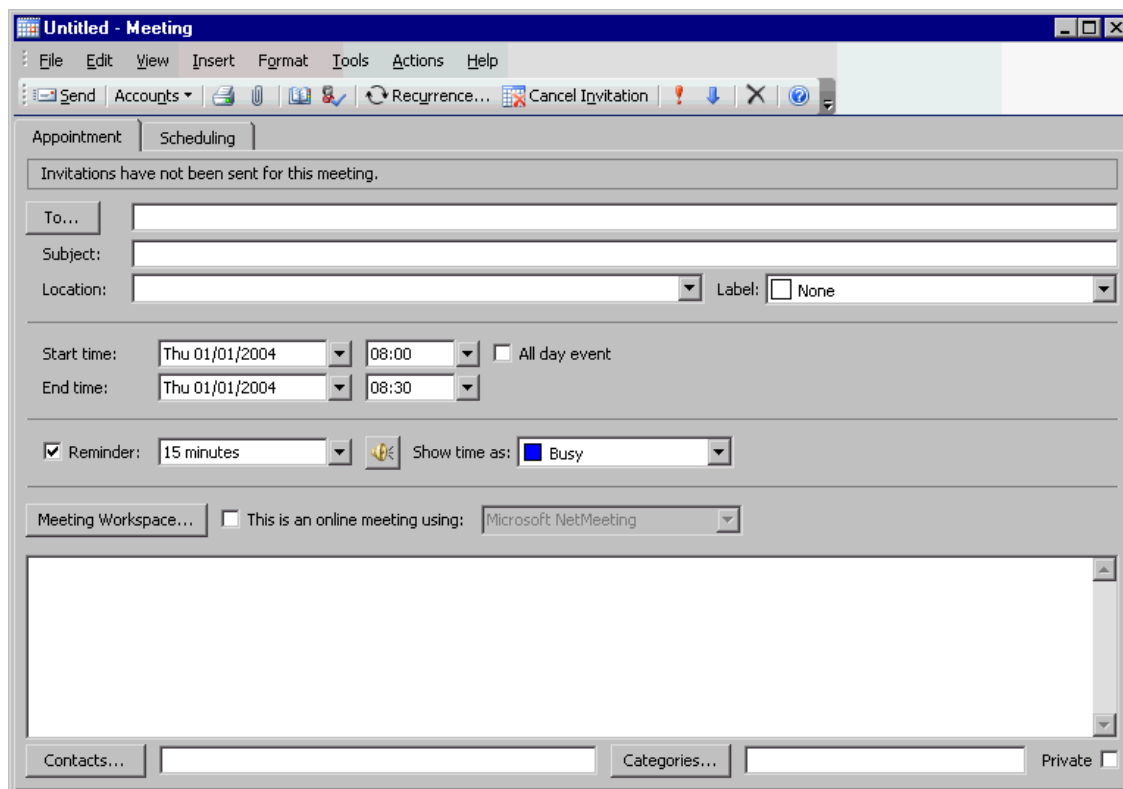 Untitled - Meeting
File Edit View Insert Format Tools Actions Help
Send Accounts Recurrence... Cancel Invitation
Appointment Scheduling
Invitations have not been sent for this meeting.
To...
Subject:
Location: Label: None
Start time: Thu 01/01/2004 08:00 All day event
End time: Thu 01/01/2004 08:30
Reminder: 15 minutes Show time as: Busy
Meeting Workspace... This is an online meeting using: Microsoft NetMeeting
Contacts... Categories... Private